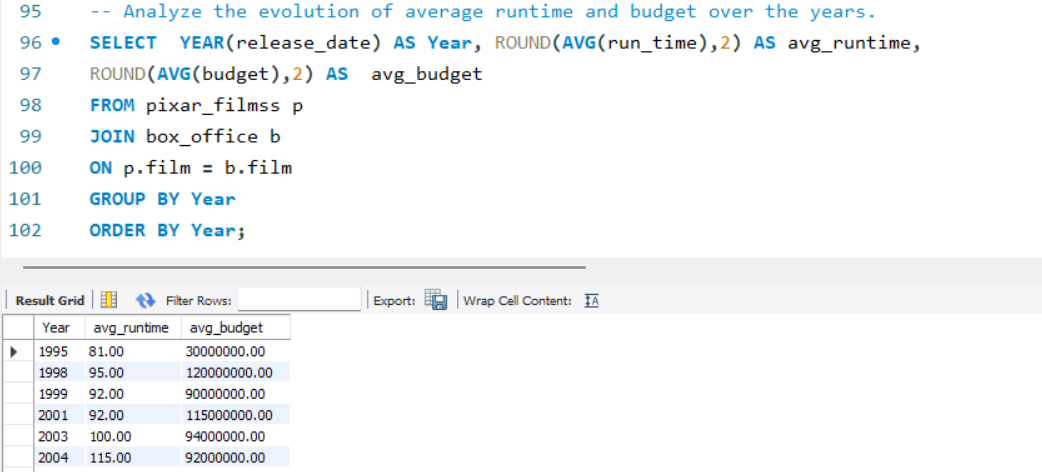 95 -- Analyze the evolution of average runtime and budget over the years.
96 SELECT YEAR(release_date) AS Year, ROUND(AVG(run_time),2) AS avg_runtime,
97 ROUND(AVG(budget),2) AS avg_budget
98 FROM pixar_filmss p
99 JOIN box_office b
100 ON p.film = b.film
101 GROUP BY Year
102 ORDER BY Year;
Result Grid Filter Rows: Export: Wrap Cell Content: IA
Year avg_runtime avg_budget
1995 81.00 30000000.00
1998 95.00 120000000.00
1999 92.00 90000000.00
2001 92.00 115000000.00
2003 100.00 94000000.00
2004 115.00 92000000.00